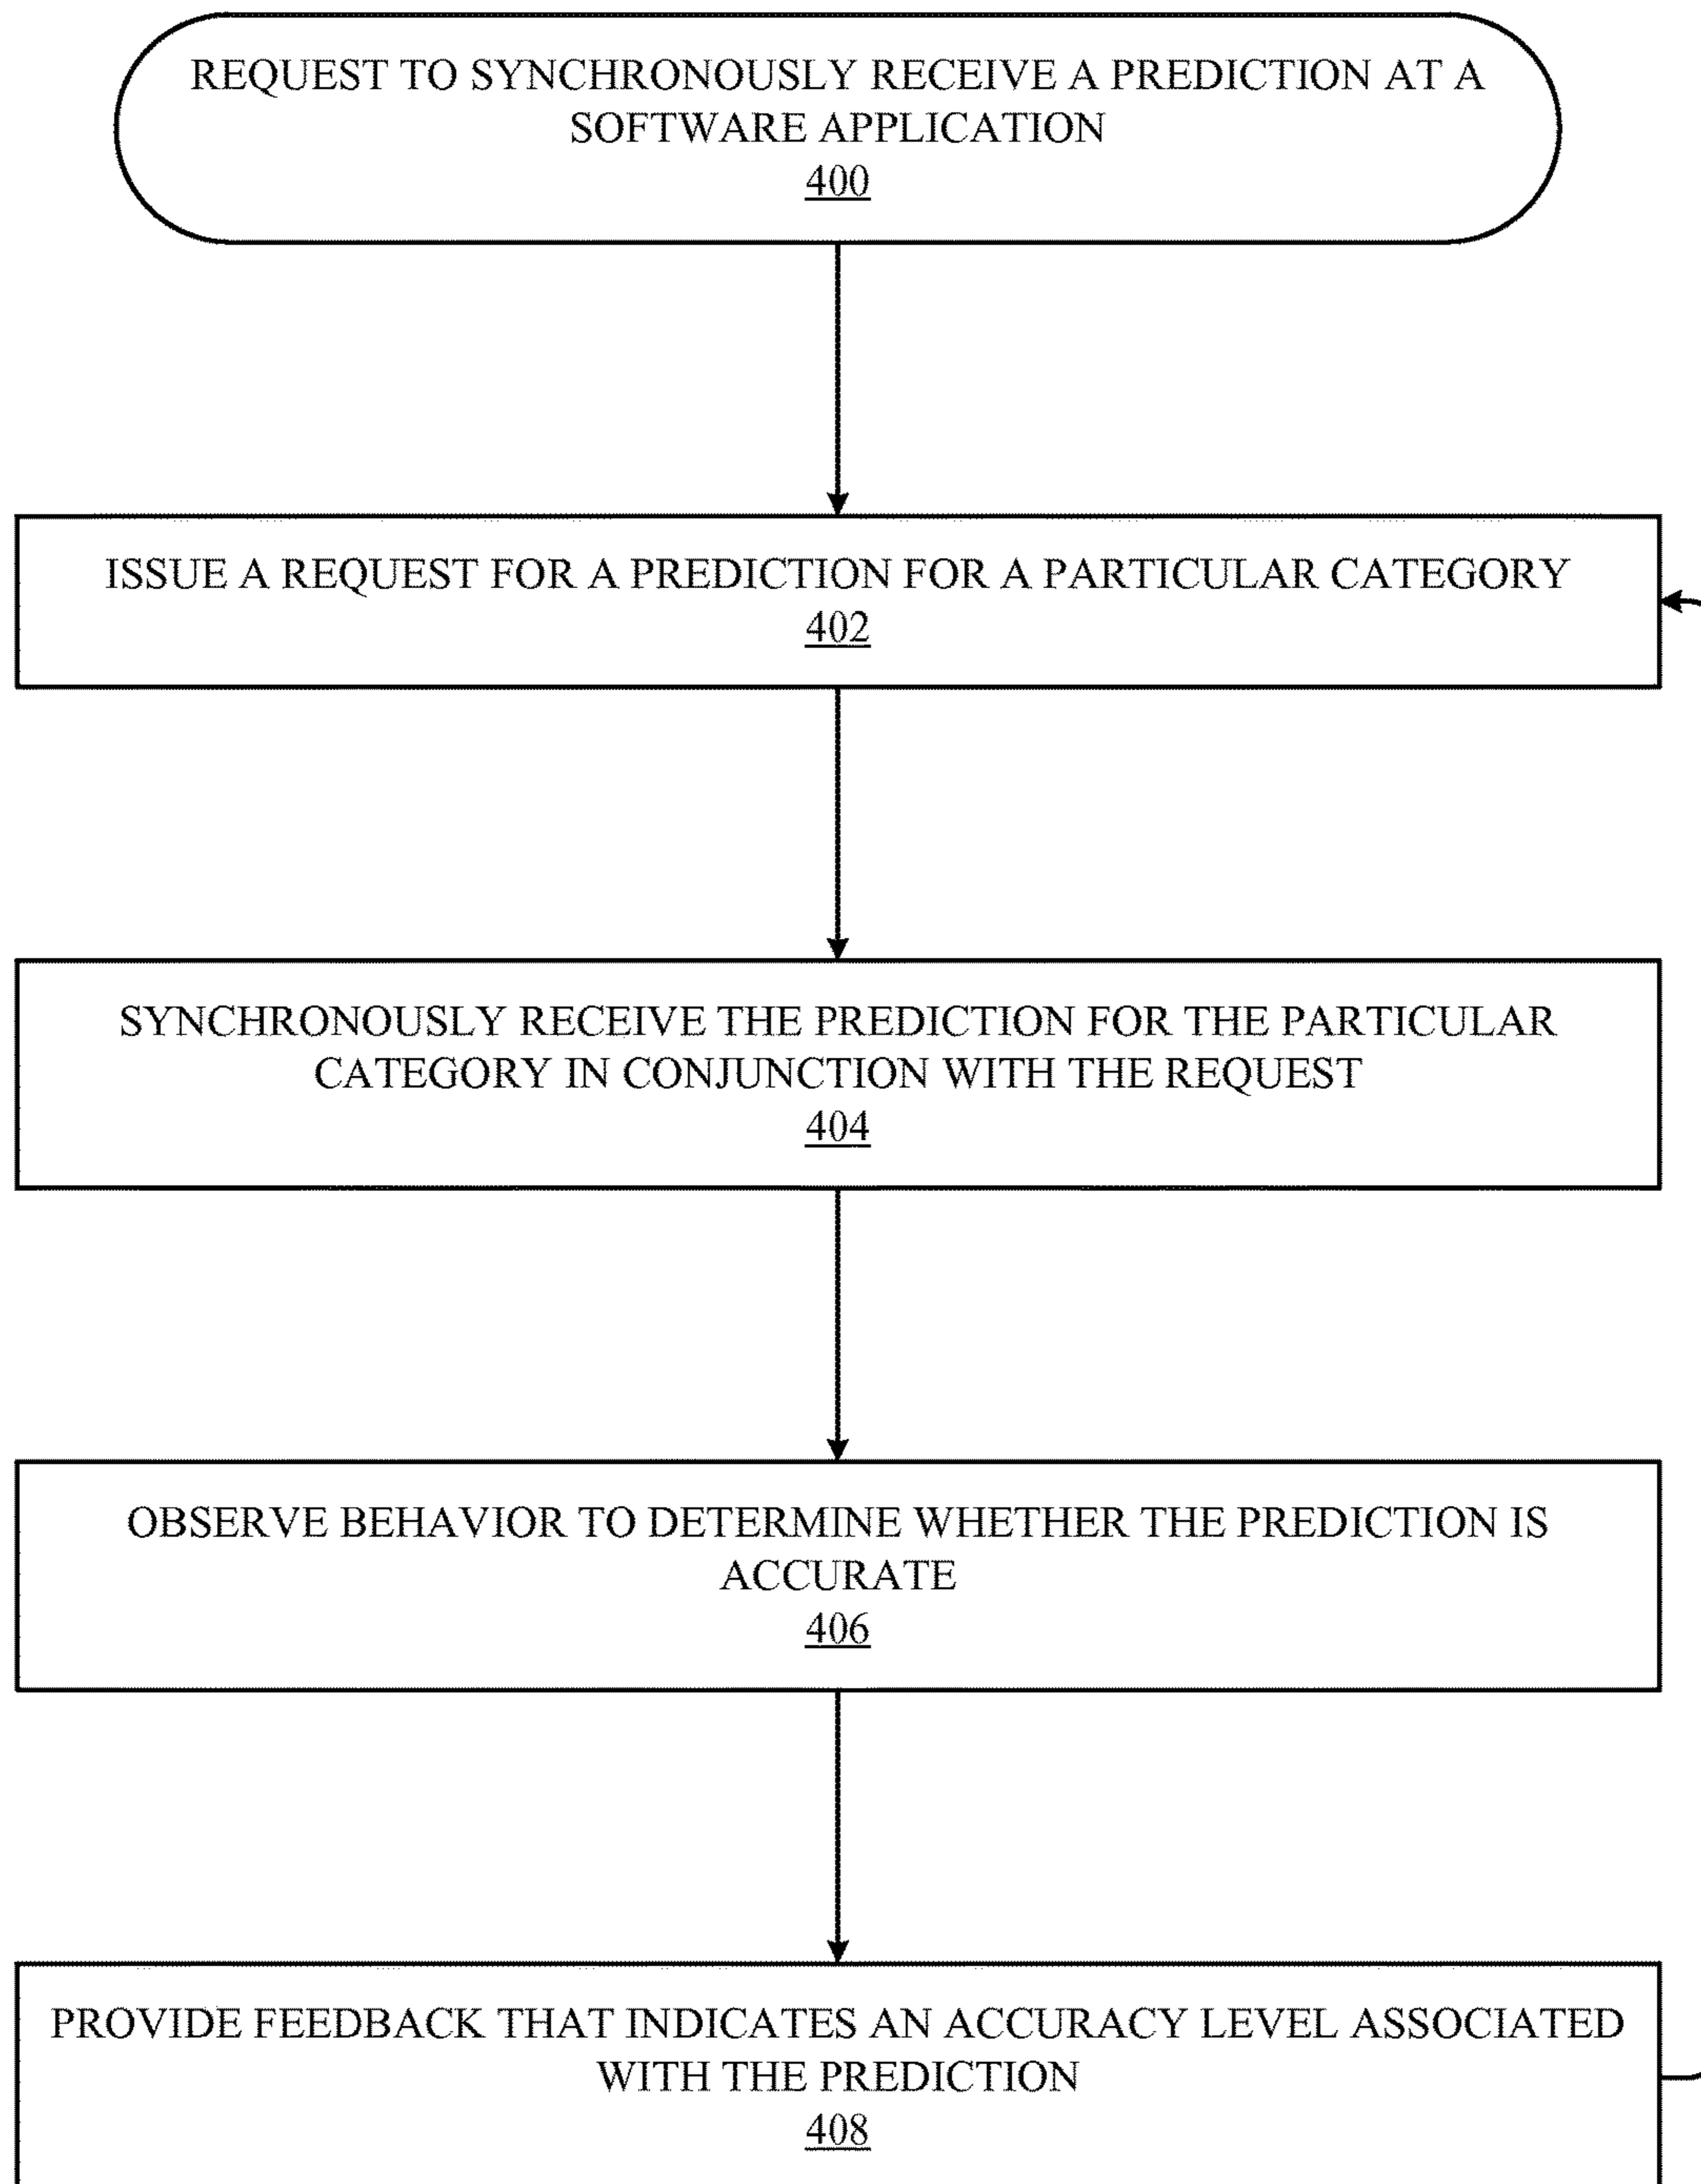 REQUEST TO SYNCHRONOUSLY RECEIVE A PREDICTION AT A
SOFTWARE APPLICATION
400
ISSUE A REQUEST FOR A PREDICTION FOR A PARTICULAR CATEGORY
402
SYNCHRONOUSLY RECEIVE THE PREDICTION FOR THE PARTICULAR
CATEGORY IN CONJUNCTION WITH THE REQUEST
404
OBSERVE BEHAVIOR TO DETERMINE WHETHER THE PREDICTION IS
ACCURATE
406
PROVIDE FEEDBACK THAT INDICATES AN ACCURACY LEVEL ASSOCIATED
WITH THE PREDICTION
408